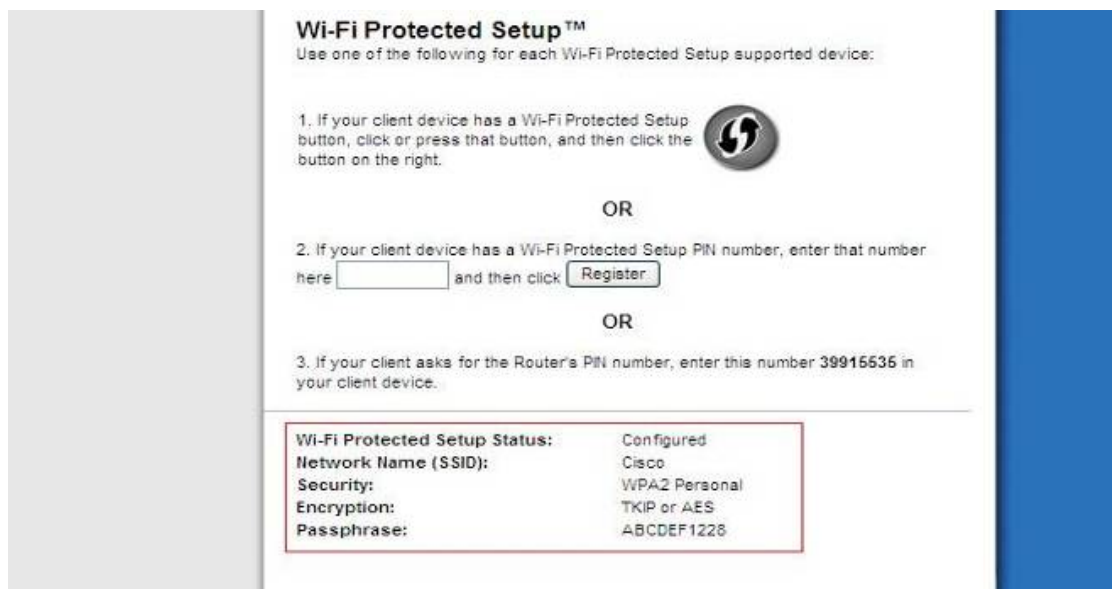 Wi-Fi Protected Setup™
Use one of the following for each Wi-Fi Protected Setup supported device:
1. If your client device has a Wi-Fi Protected Setup
button, click or press that button, and then click the
button on the right.
OR
2. If your client device has a Wi-Fi Protected Setup PIN number, enter that number
here and then click Register
OR
3. If your client asks for the Router's PIN number, enter this number 39915535 in
your client device.
Wi-Fi Protected Setup Status: Configured
Network Name (SSID): Cisco
Security: WPA2 Personal
Encryption: TKIP or AES
Passphrase: ABCDEF1228